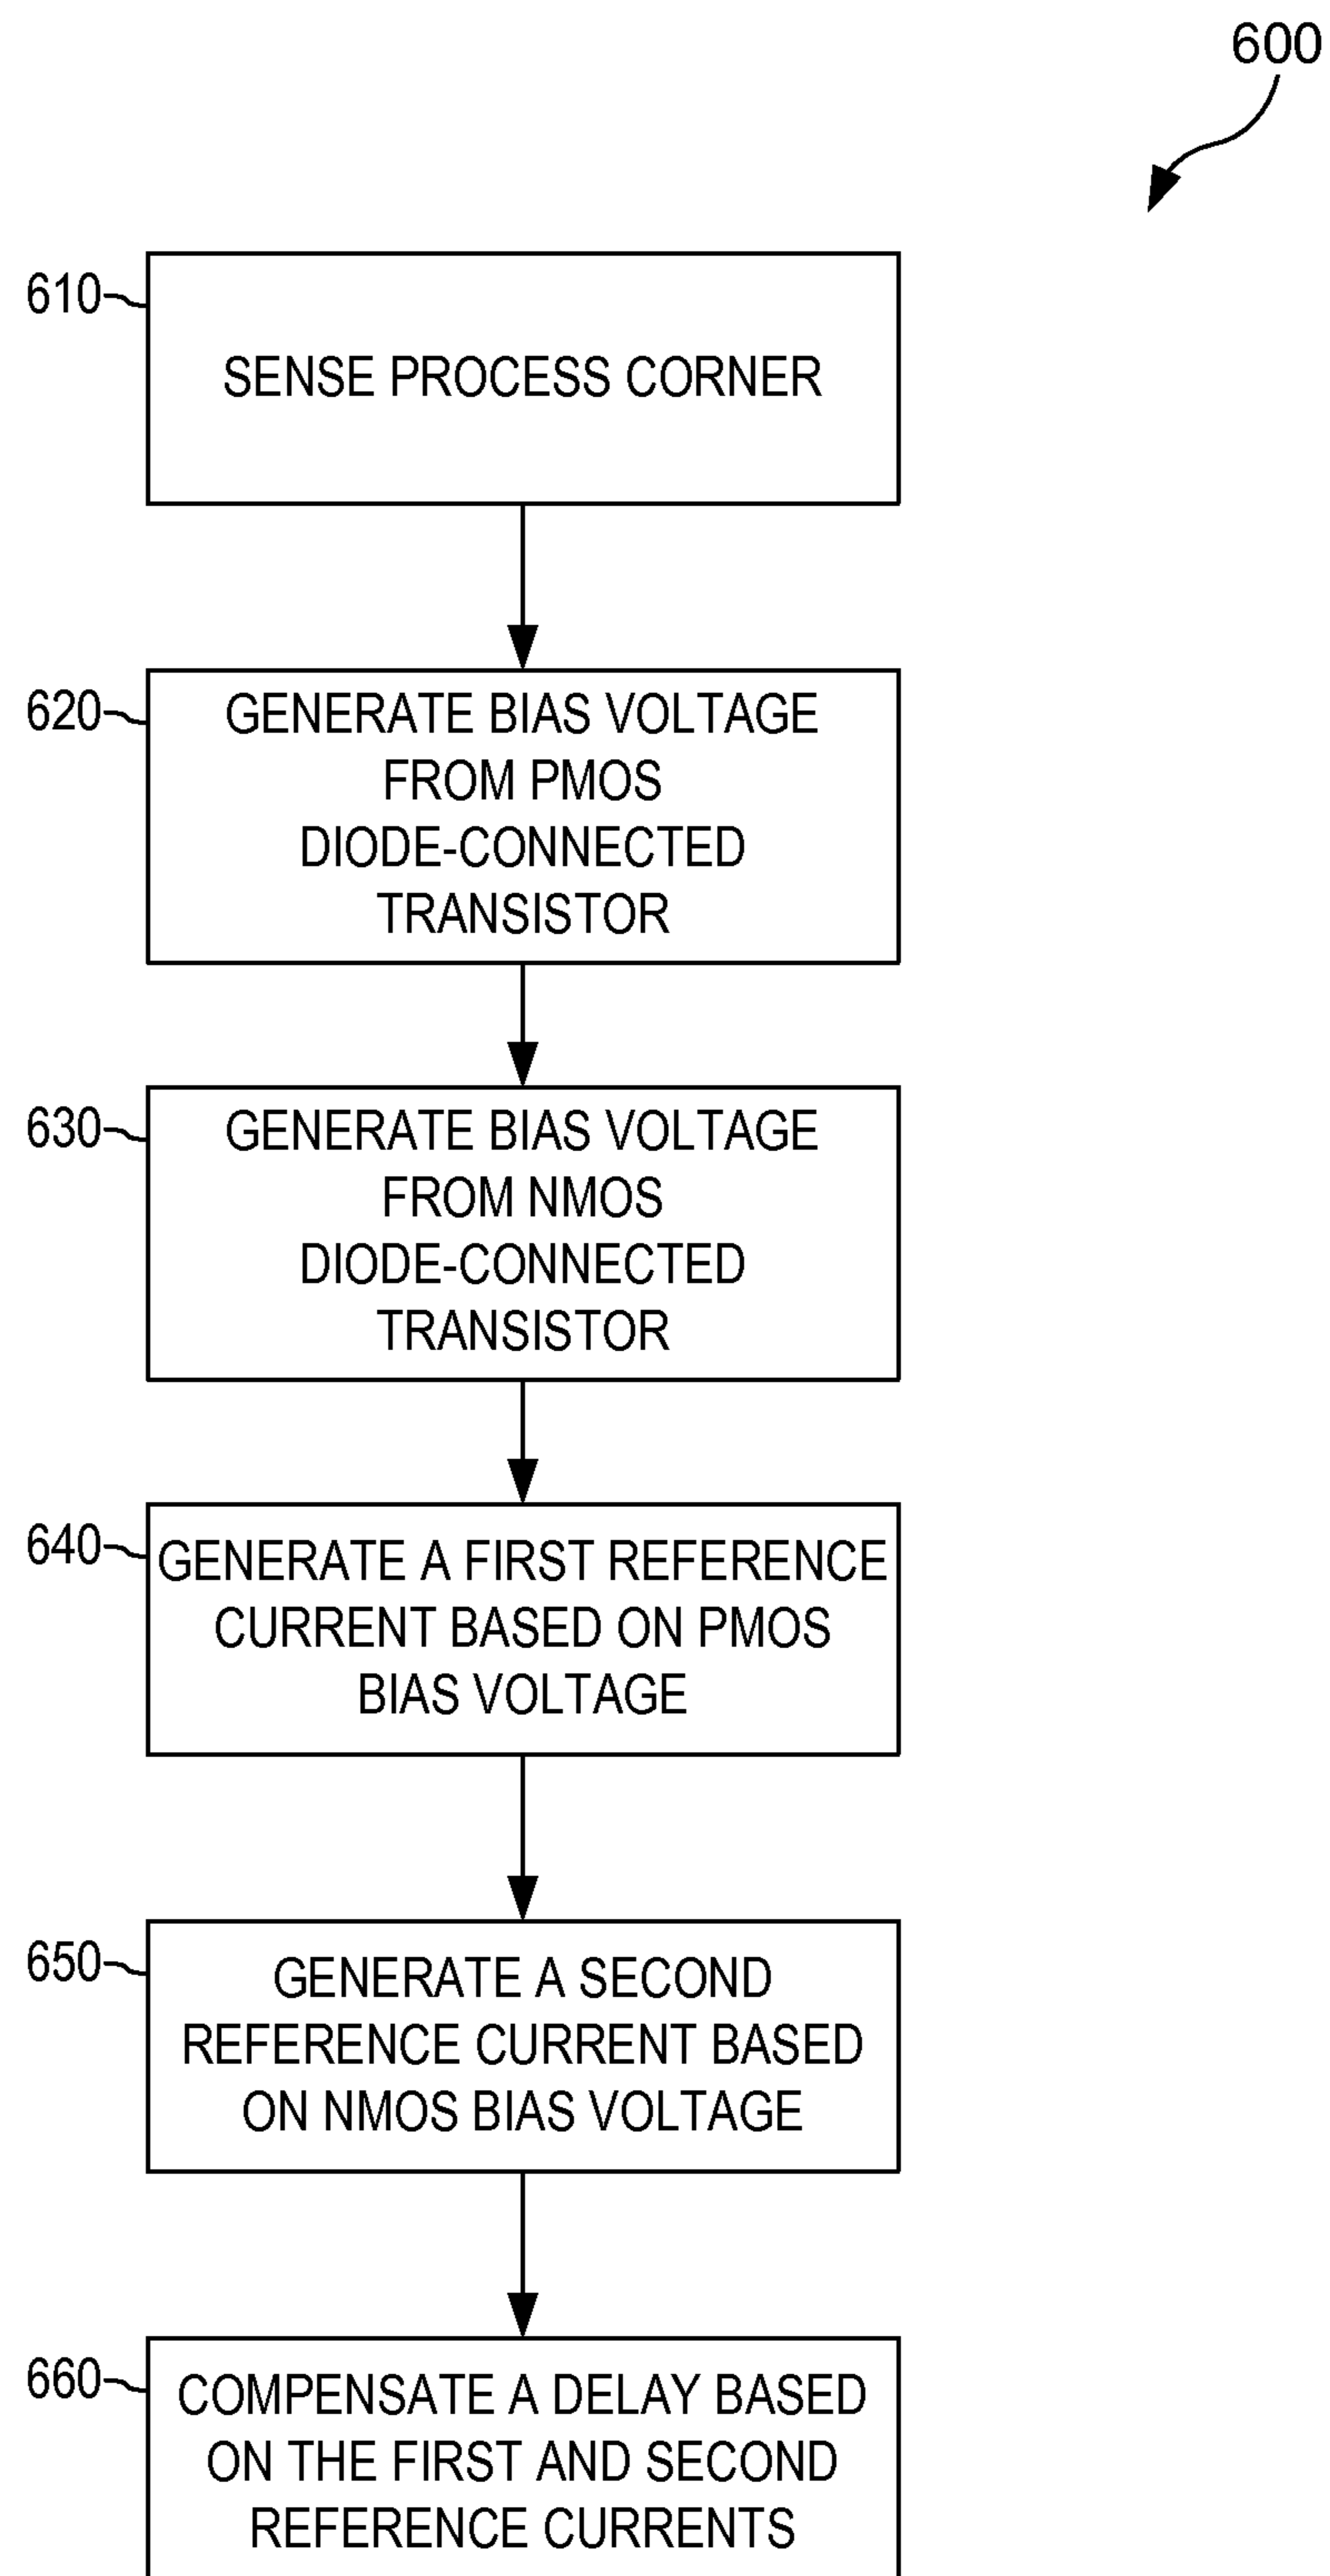 600
610
SENSE PROCESS CORNER
620
GENERATE BIAS VOLTAGE
FROM PMOS
DIODE-CONNECTED
TRANSISTOR
630
GENERATE BIAS VOLTAGE
FROM NMOS
DIODE-CONNECTED
TRANSISTOR
640
GENERATE A FIRST REFERENCE
CURRENT BASED ON PMOS
BIAS VOLTAGE
650
GENERATE A SECOND
REFERENCE CURRENT BASED
ON NMOS BIAS VOLTAGE
660
COMPENSATE A DELAY BASED
ON THE FIRST AND SECOND
REFERENCE CURRENTS